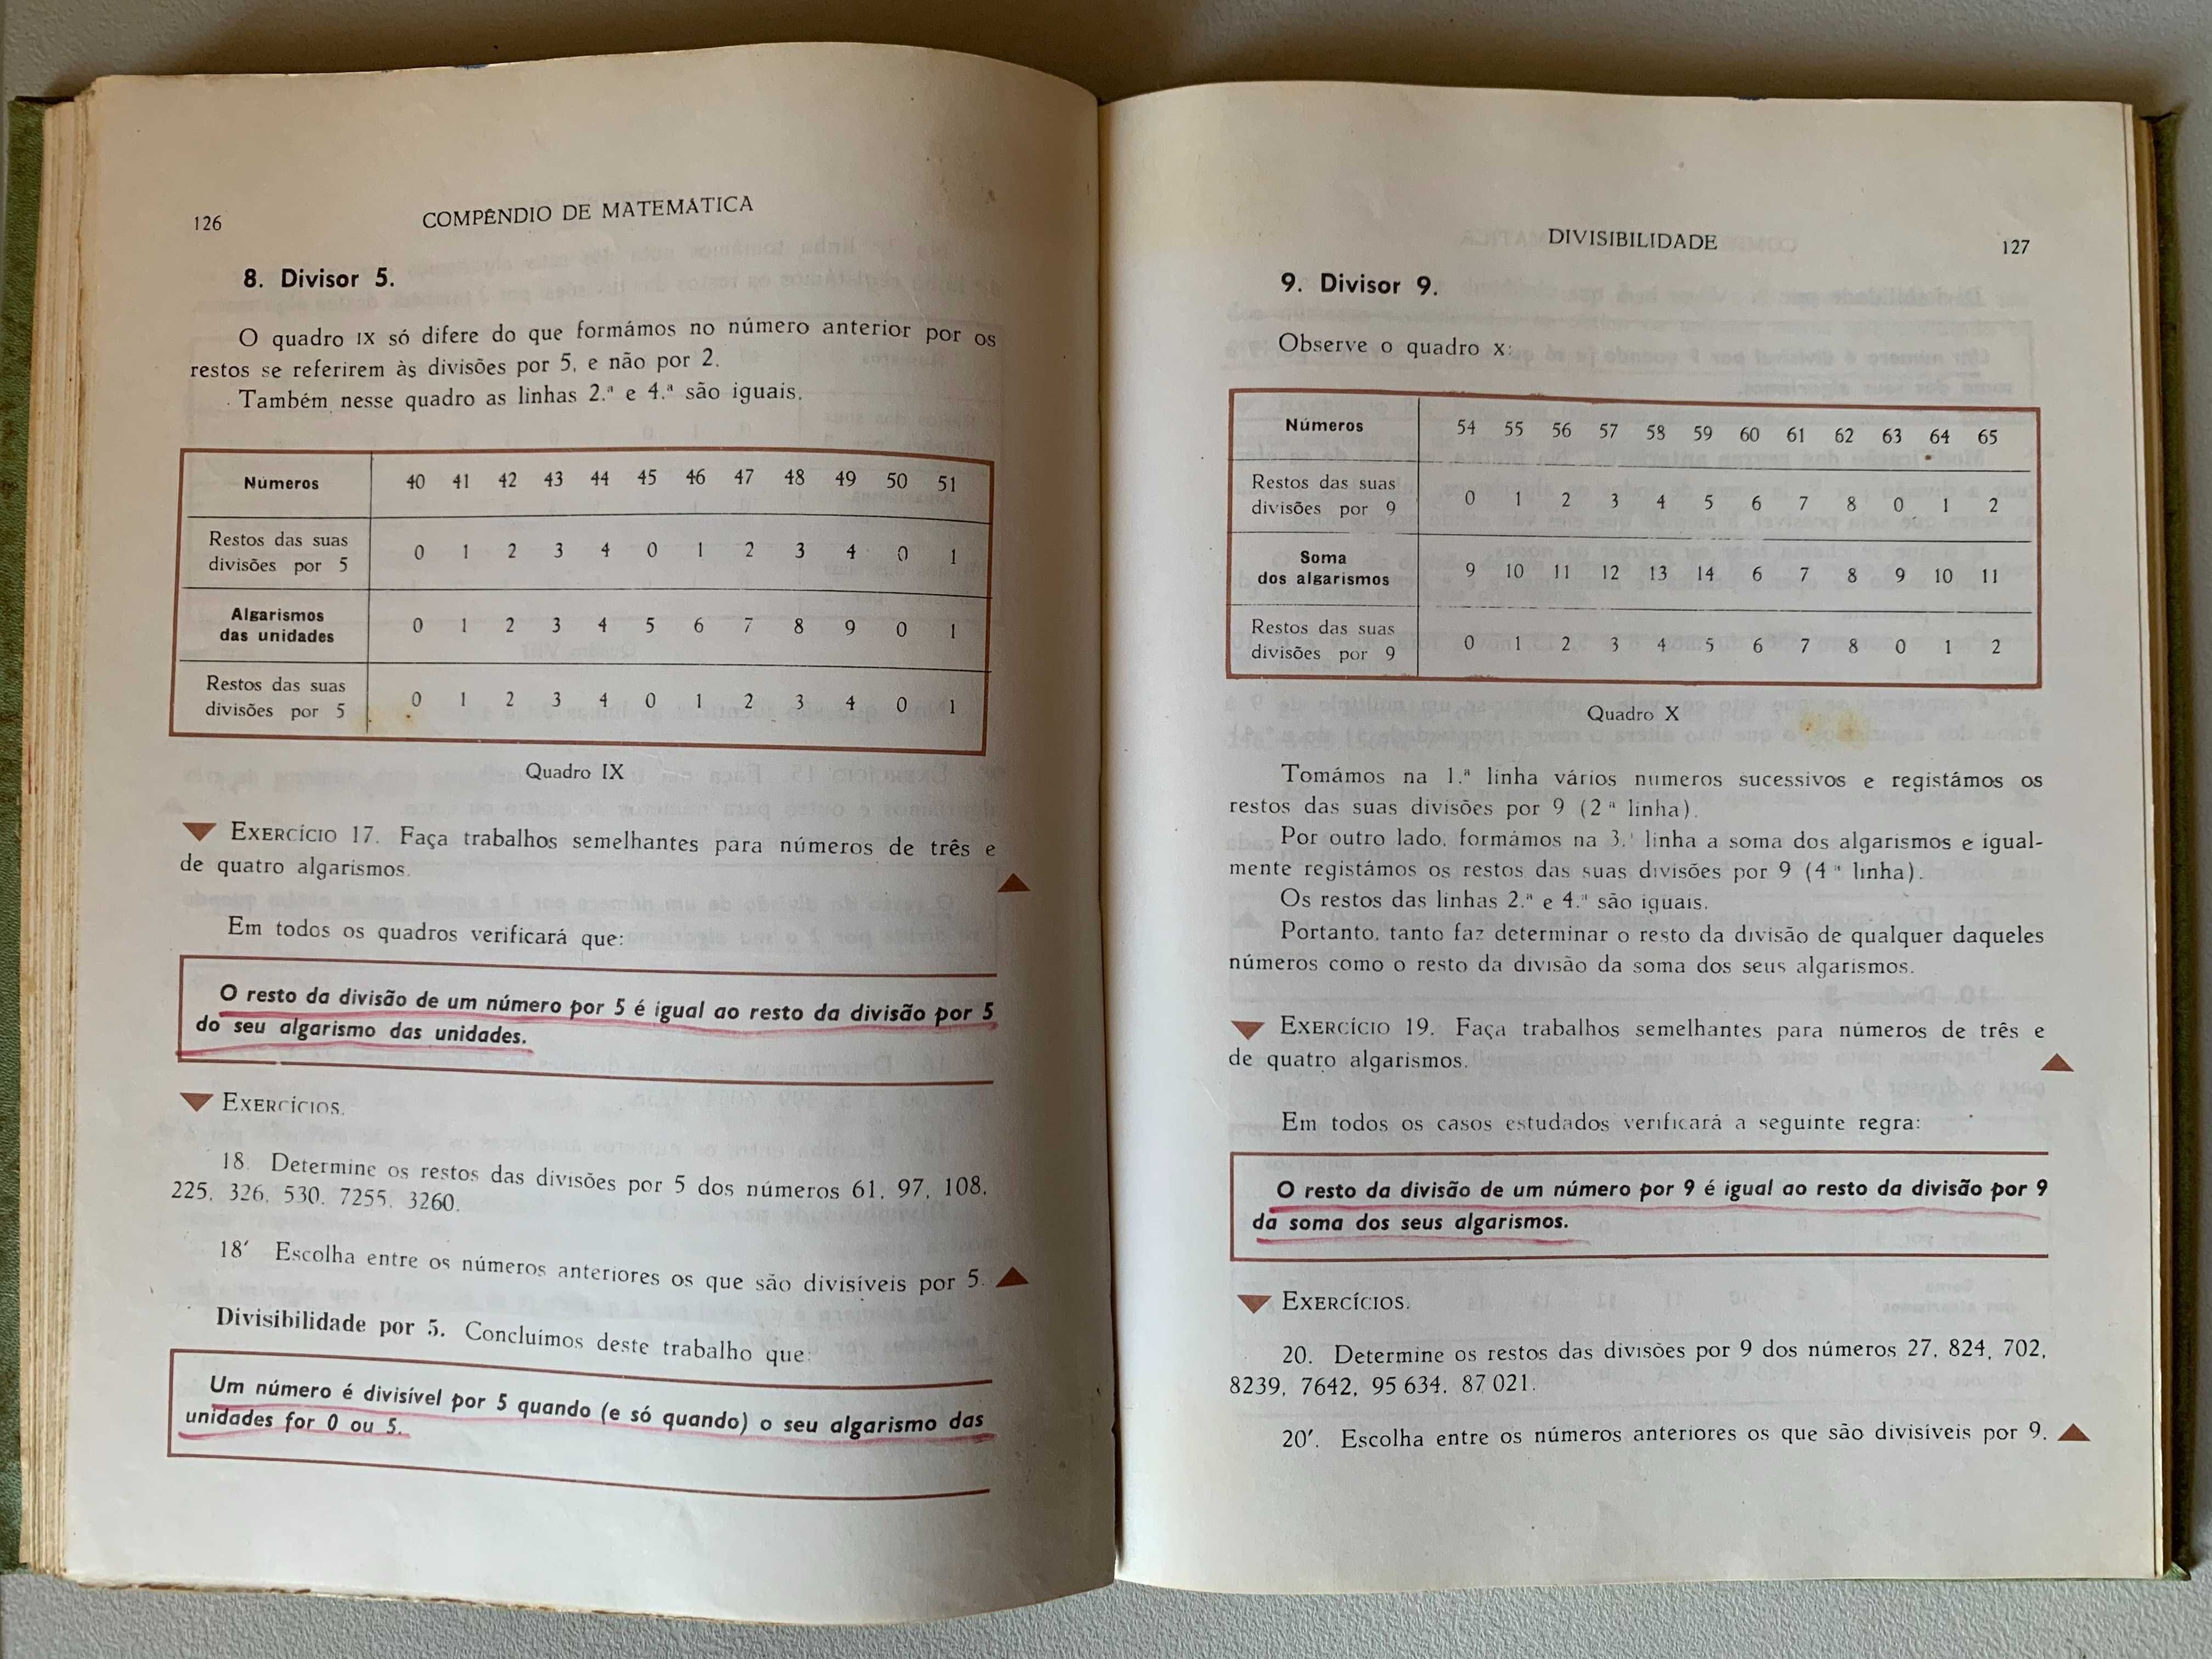 126
COMPÊNDIO DE MATEMÁTICA
8. Divisor 5.
O quadro IX só difere do que formámos no número anterior por os
restos se referirem às divisões por 5, e não por 2.
Também nesse quadro as linhas 2.ª e 4.ª são iguais.
Números 40 41 42 43 44 45 46 47 48 49 50 51
Restos das suas
divisões por 5 0 1 2 3 4 0 1 2 3 4 0 1
Algarismos
das unidades 0 1 2 3 4 5 6 7 8 9 0 1
Restos das suas
divisões por 5 0 1 2 3 4 0 1 2 3 4 0 1
Quadro IX
EXERCÍCIO 17. Faça trabalhos semelhantes para números de três e
de quatro algarismos.
Em todos os quadros verificará que:
O resto da divisão de um número por 5 é igual ao resto da divisão por 5
do seu algarismo das unidades.
EXERCÍCIOS.
18. Determine os restos das divisões por 5 dos números 61, 97, 108,
225, 326, 530, 7255, 3260.
18′ Escolha entre os números anteriores os que são divisíveis por 5.
Divisibilidade por 5. Concluímos deste trabalho que:
Um número é divisível por 5 quando (e só quando) o seu algarismo das
unidades for 0 ou 5.
DIVISIBILIDADE
127
9. Divisor 9.
Observe o quadro X:
Números 54 55 56 57 58 59 60 61 62 63 64 65
Restos das suas
divisões por 9 0 1 2 3 4 5 6 7 8 0 1 2
Soma
dos algarismos 9 10 11 12 13 14 6 7 8 9 10 11
Restos das suas
divisões por 9 0 1 2 3 4 5 6 7 8 0 1 2
Quadro X
Tomámos na 1.ª linha vários numeros sucessivos e registámos os
restos das suas divisões por 9 (2 ª linha).
Por outro lado, formámos na 3.ª linha a soma dos algarismos e igual-
mente registámos os restos das suas divisões por 9 (4 ª linha).
Os restos das linhas 2.ª e 4.ª são iguais.
Portanto, tanto faz determinar o resto da divisão de qualquer daqueles
números como o resto da divisão da soma dos seus algarismos.
EXERCÍCIO 19. Faça trabalhos semelhantes para números de três e
de quatro algarismos.
Em todos os casos estudados verificará a seguinte regra:
O resto da divisão de um número por 9 é igual ao resto da divisão por 9
da soma dos seus algarismos.
EXERCÍCIOS.
20. Determine os restos das divisões por 9 dos números 27, 824, 702,
8239, 7642, 95 634, 87 021.
20′. Escolha entre os números anteriores os que são divisíveis por 9.